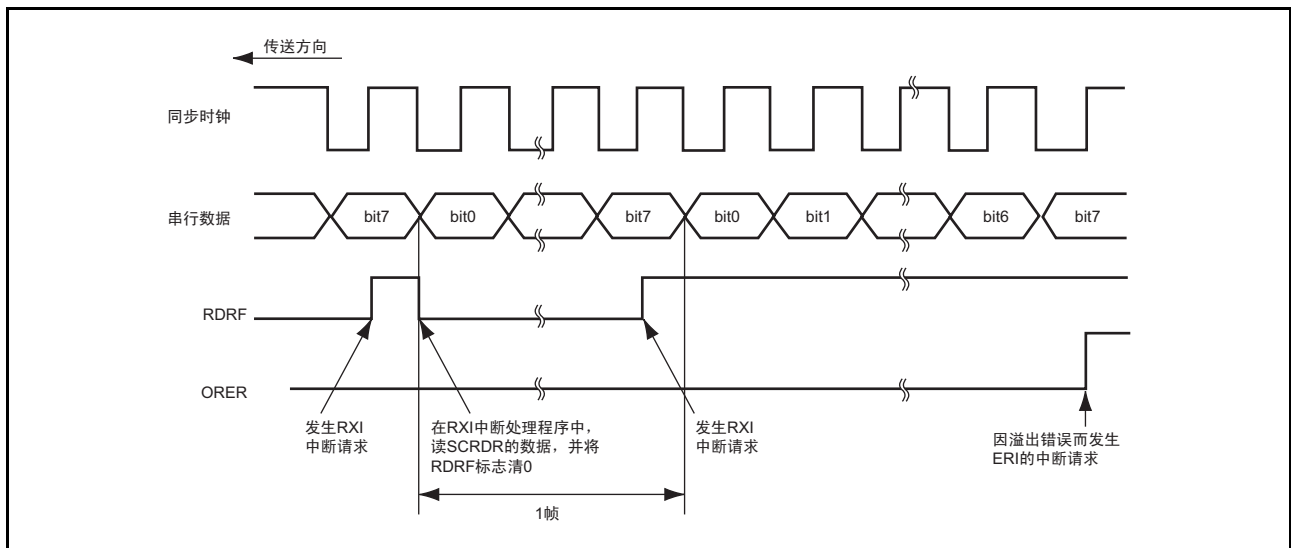 传送方向
同步时钟
串行数据
bit7
bit0
bit7
bit0
bit1
bit6
bit7
RDRF
ORER
发生RXI
中断请求
在RXI中断处理程序中，
读SCRDR的数据，并将
RDRF标志清0
发生RXI
中断请求
因溢出错误而发生
ERI的中断请求
1帧